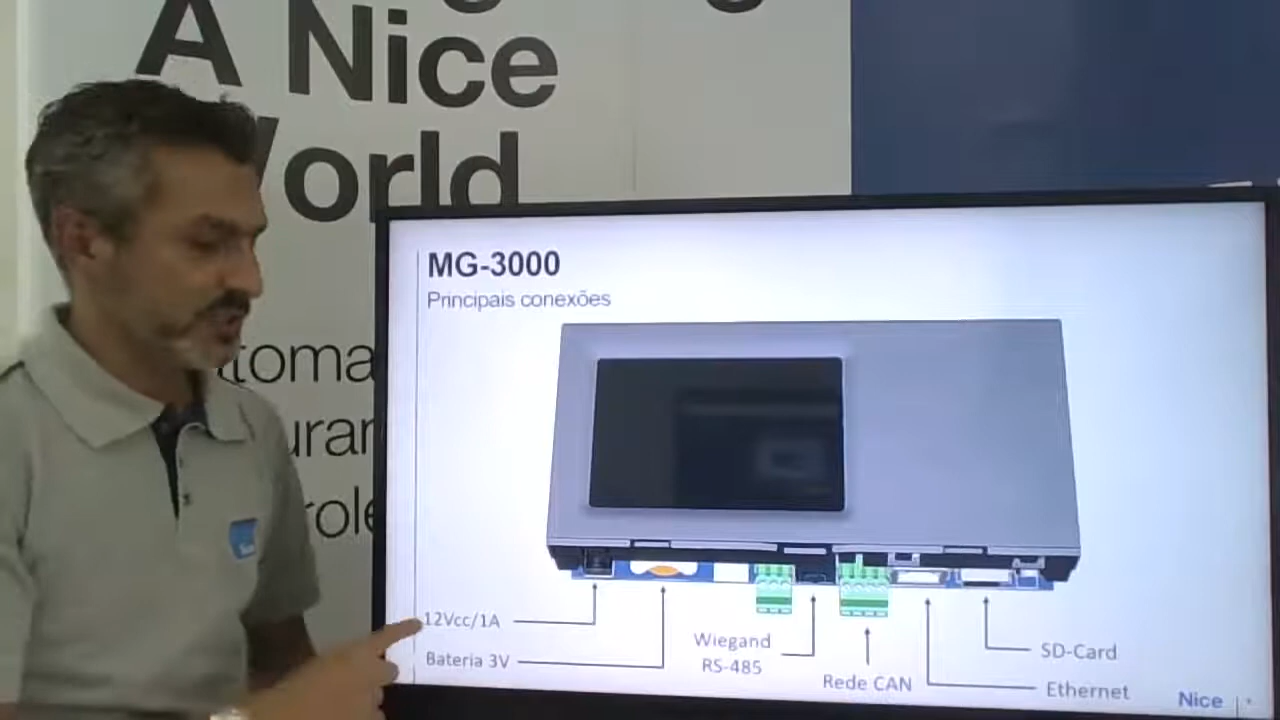 A Nice
World
MG-3000
Principais conexões
12Vcc/1A
Bateria 3V
Wiegand
RS-485
Rede CAN
SD-Card
Ethernet
Nice